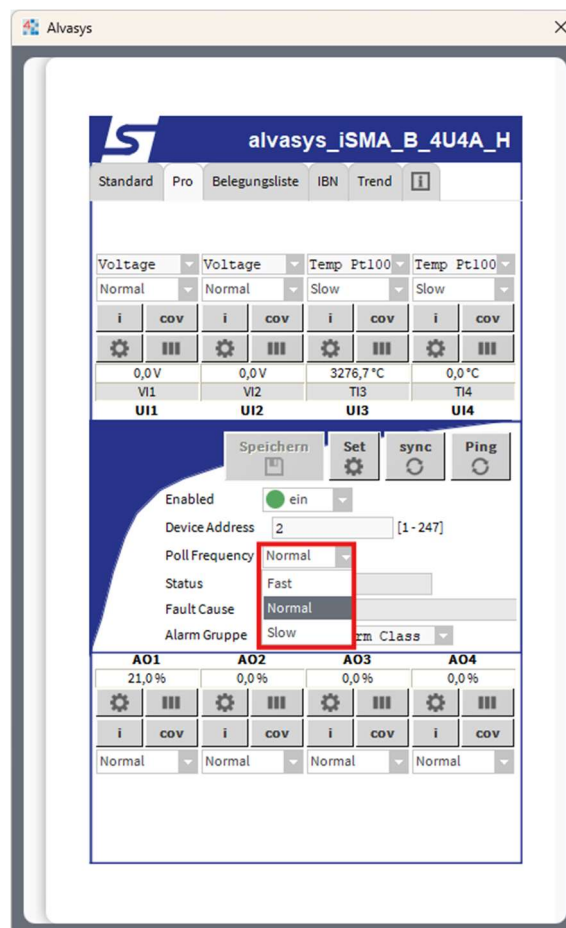 Alvasys
alvasys_iSMA_B_4U4A_H
Standard Pro Belegungsliste IBN Trend i
Voltage Voltage Temp Pt100 Temp Pt100
Normal Normal Slow Slow
i cov i cov i cov i cov
0,0 V 0,0 V 3276,7 °C 0,0 °C
VI1 VI2 TI3 TI4
UI1 UI2 UI3 UI4
Speichern Set sync Ping
Enabled ein
Device Address 2 [1 - 247]
Poll Frequency Normal
Fast
Status
Normal
Fault Cause
Slow
Alarm Gruppe rm Class
AO1 AO2 AO3 AO4
21,0 % 0,0 % 0,0 % 0,0 %
i cov i cov i cov i cov
Normal Normal Normal Normal